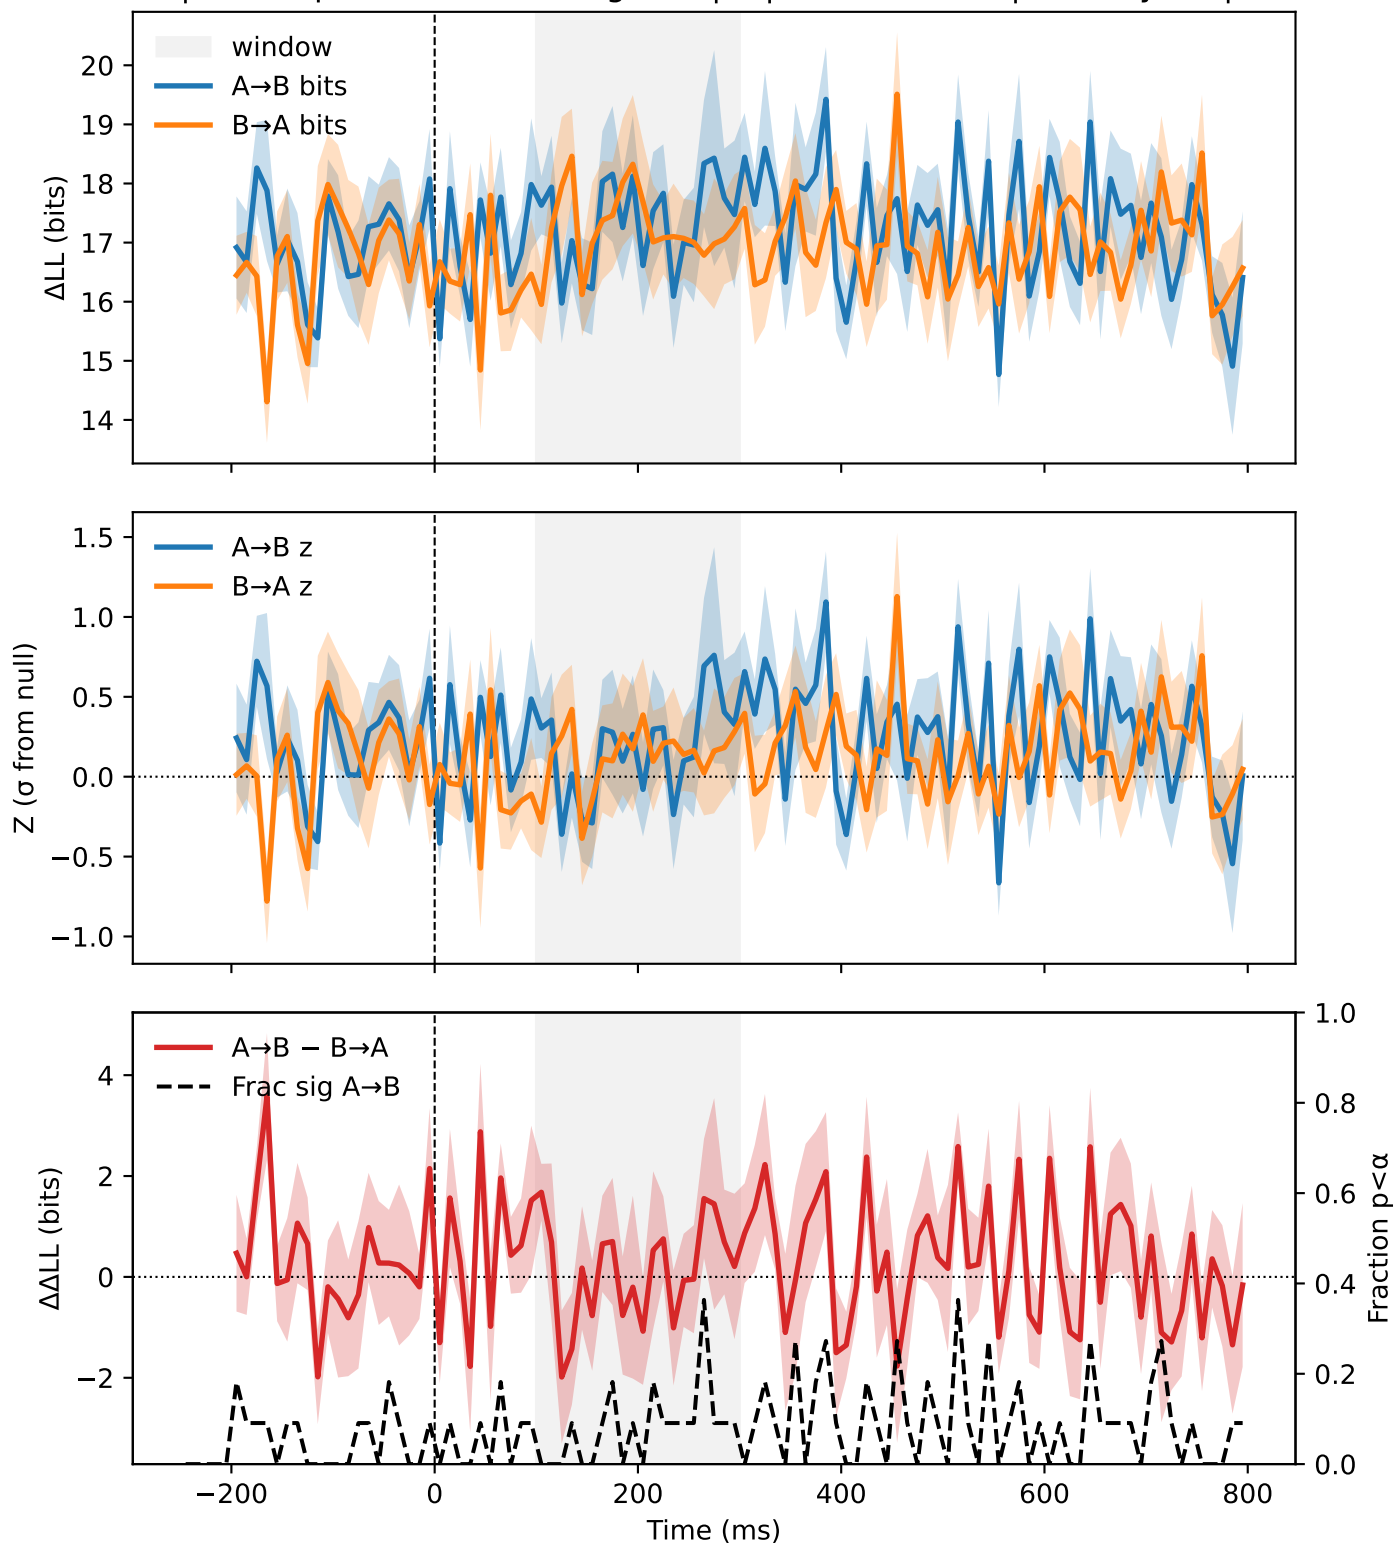 window
A→B bits
B→A bits
ΔLL (bits)
20
19
18
17
16
15
14
A→B z
B→A z
Z (σ from null)
1.5
1.0
0.5
0.0
−0.5
−1.0
A→B − B→A
Frac sig A→B
ΔΔLL (bits)
4
2
0
−2
1.0
0.8
0.6
0.4
0.2
0.0
Fraction p<α
−200 0 200 400 600 800
Time (ms)